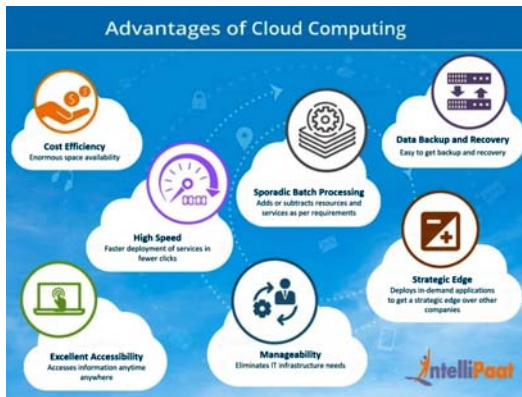 Advantages of Cloud Computing
Cost Efficiency
Enormous space availability
Data Backup and Recovery
Easy to get backup and recovery
Sporadic Batch Processing
Adds or subtracts resources and
services as per requirements
00:00
High Speed
Faster deployment of services in
fewer clicks
Strategic Edge
Deploys in-demand applications
to get a strategic edge over other
companies
Excellent Accessibility
Accesses information anytime
anywhere
Manageability
Eliminates IT infrastructure needs
IntelliPaat